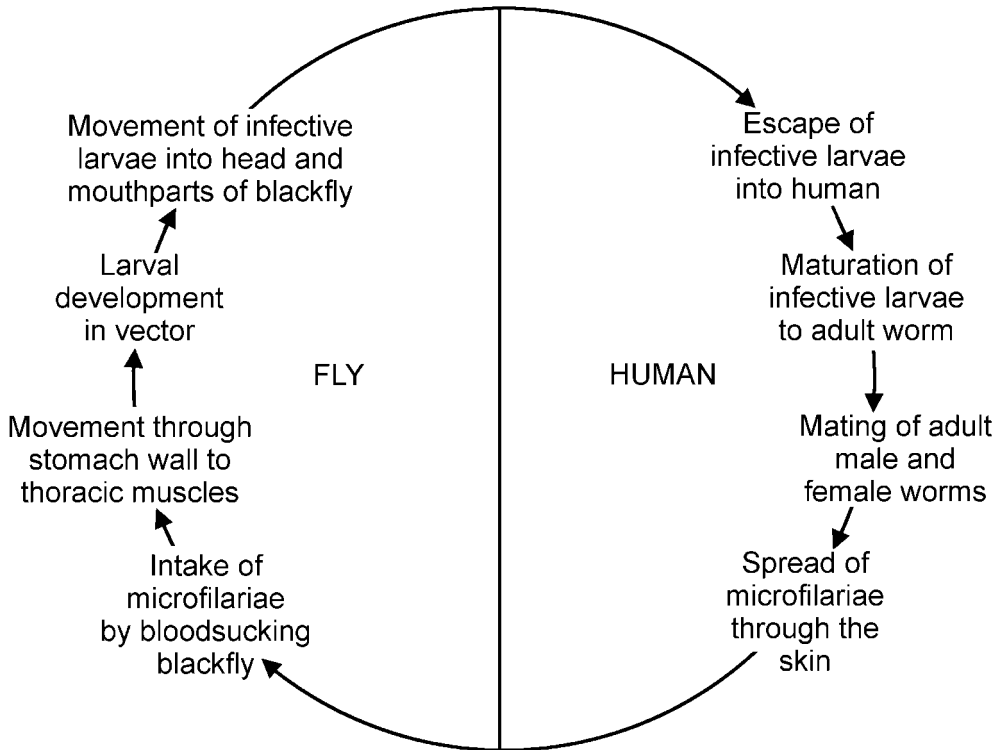 Movement of infective
larvae into head and
mouthparts of blackfly
Larval
development
in vector
FLY
Movement through
stomach wall to
thoracic muscles
Intake of
microfilariae
by bloodsucking
blackfly
Escape of
infective larvae
into human
Maturation of
infective larvae
to adult worm
HUMAN
Mating of adult
male and
female worms
Spread of
microfilariae
through the
skin